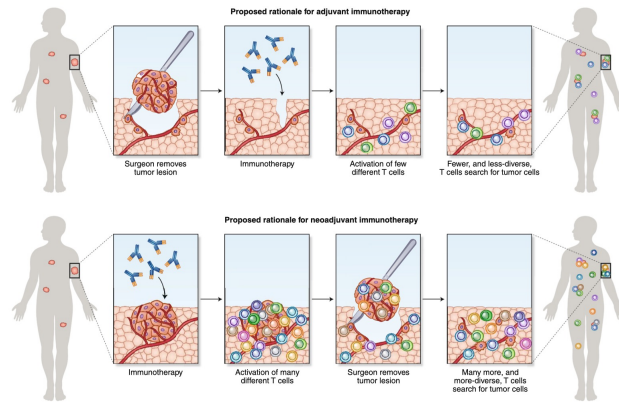 Proposed rationale for adjuvant immunotherapy
Surgeon removes
tumor lesion
Immunotherapy
Activation of few
different T cells
Fewer, and less-diverse,
T cells search for tumor cells
Proposed rationale for neoadjuvant immunotherapy
Immunotherapy
Activation of many
different T cells
Surgeon removes
tumor lesion
Many more, and
more-diverse, T cells
search for tumor cells